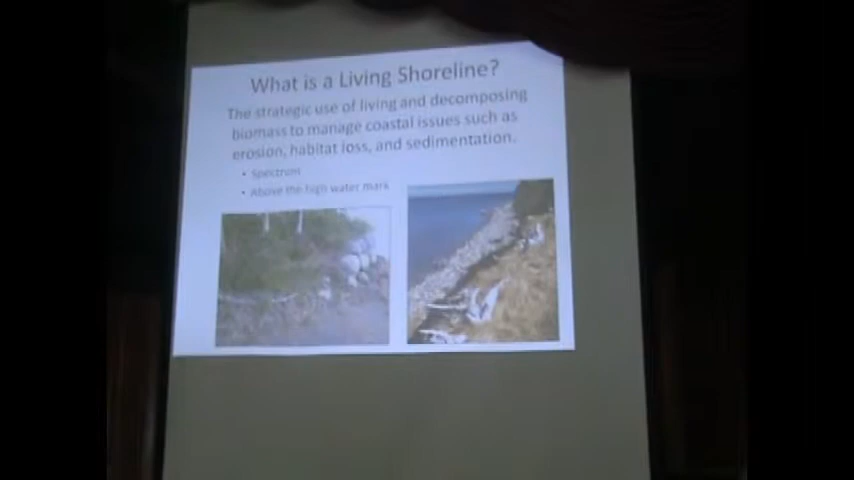 What is a Living Shoreline?
The strategic use of living and decomposing
biomass to manage coastal issues such as
erosion, habitat loss, and sedimentation.
• Spectrum
• Above the high water mark